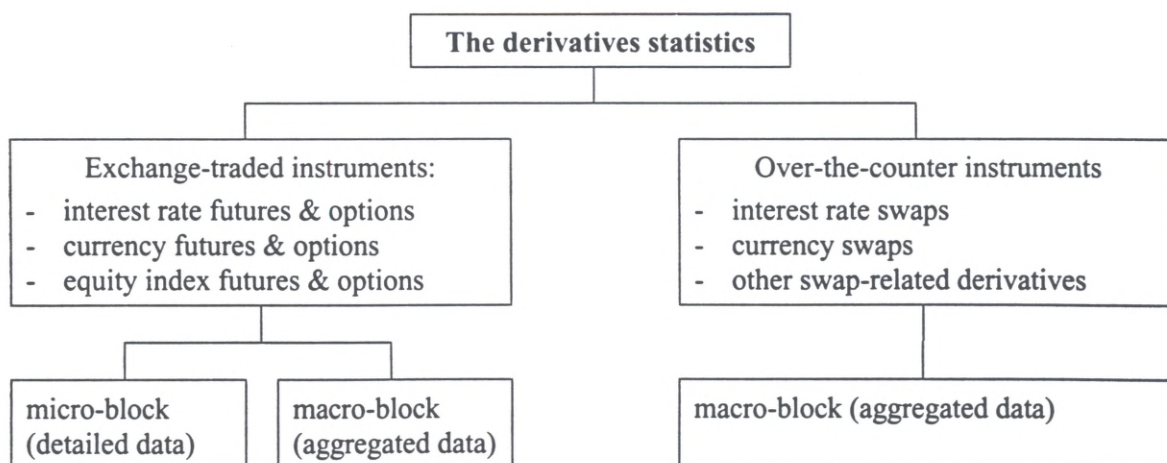 The derivatives statistics
Exchange-traded instruments:
- interest rate futures & options
- currency futures & options
- equity index futures & options
Over-the-counter instruments
- interest rate swaps
- currency swaps
- other swap-related derivatives
micro-block
(detailed data)
macro-block
(aggregated data)
macro-block (aggregated data)